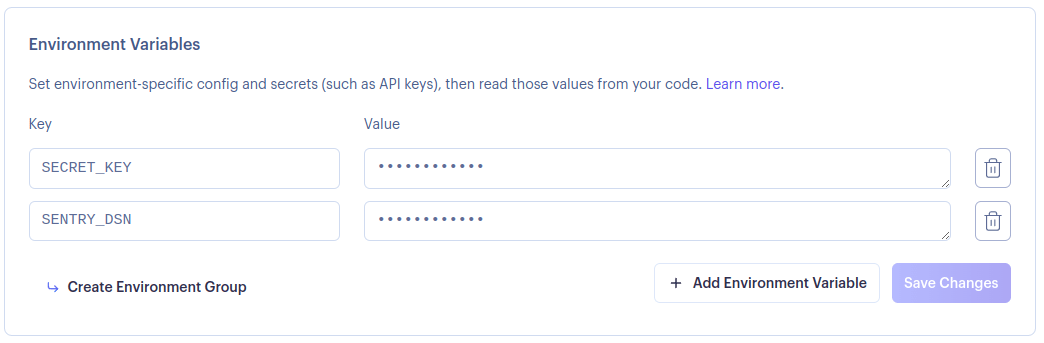 Environment Variables
Set environment-specific config and secrets (such as API keys), then read those values from your code. Learn more.
Key Value
SECRET_KEY ••••••••••••
SENTRY_DSN ••••••••••••
Create Environment Group + Add Environment Variable Save Changes